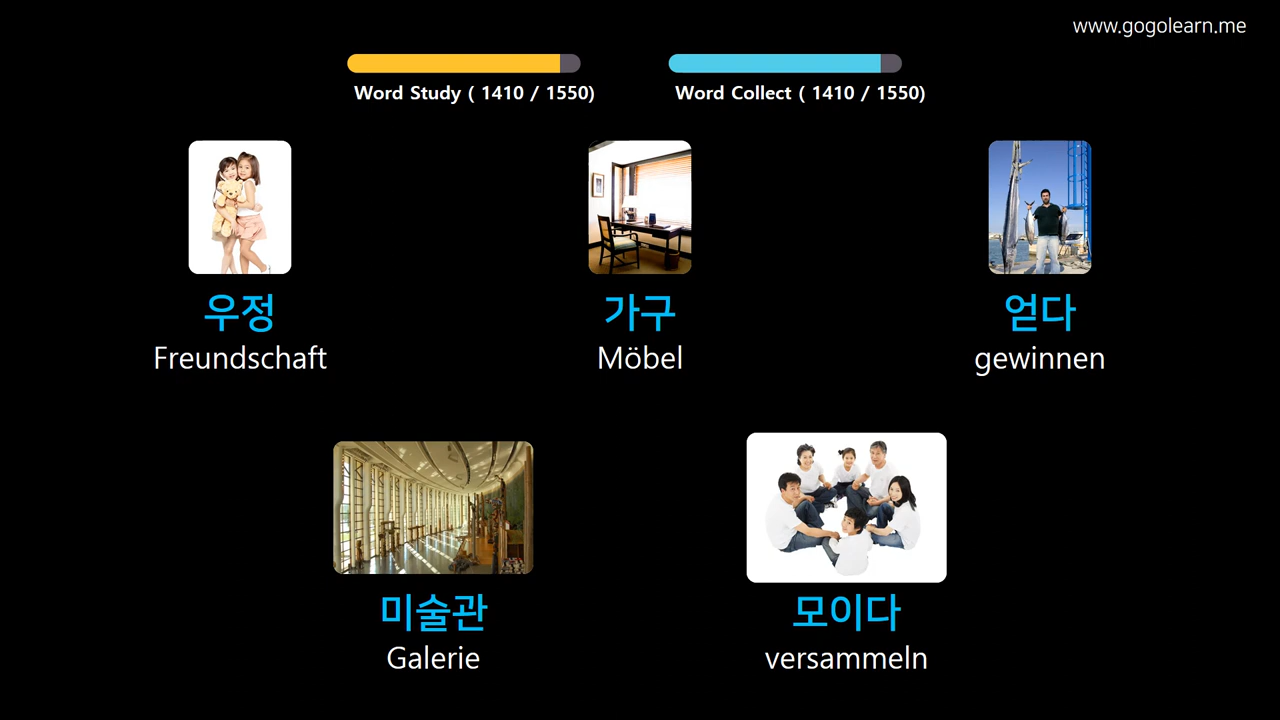 www.gogolearn.me
Word Study ( 1410 / 1550)
Word Collect ( 1410 / 1550)
우정
Freundschaft
가구
Möbel
얻다
gewinnen
미술관
Galerie
모이다
versammeln